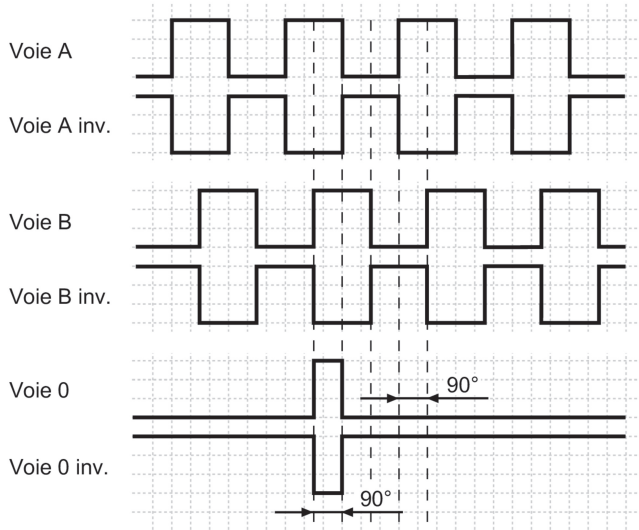 Voie A
Voie A inv.
Voie B
Voie B inv.
Voie 0
90°
Voie 0 inv.
90°